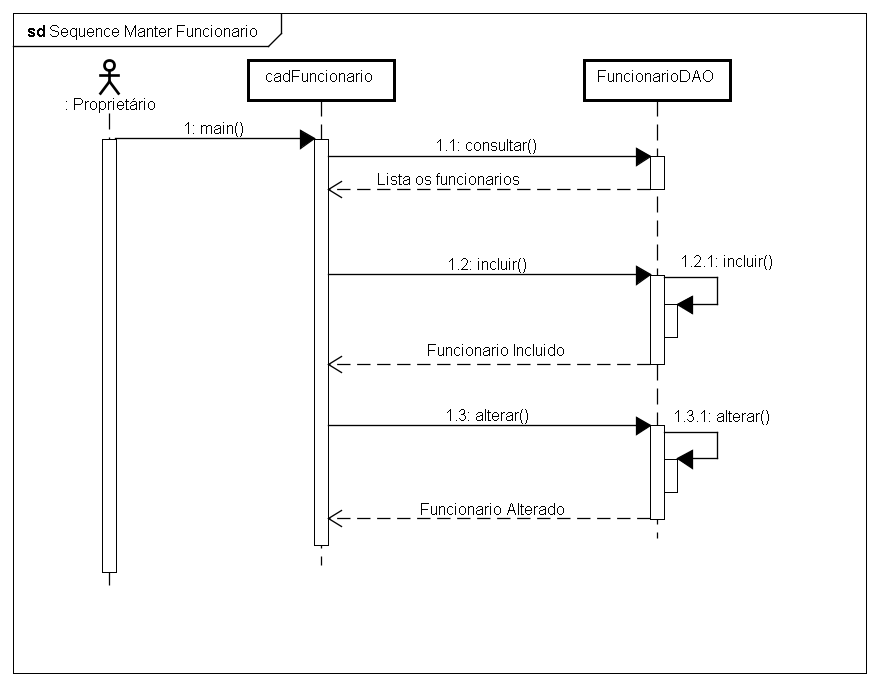 sd Sequence Manter Funcionario
cadFuncionario
FuncionarioDAO
: Proprietário
1: main()
1.1: consultar()
Lista os funcionarios
1.2: incluir()
1.2.1: incluir()
Funcionario Incluido
1.3: alterar()
1.3.1: alterar()
Funcionario Alterado